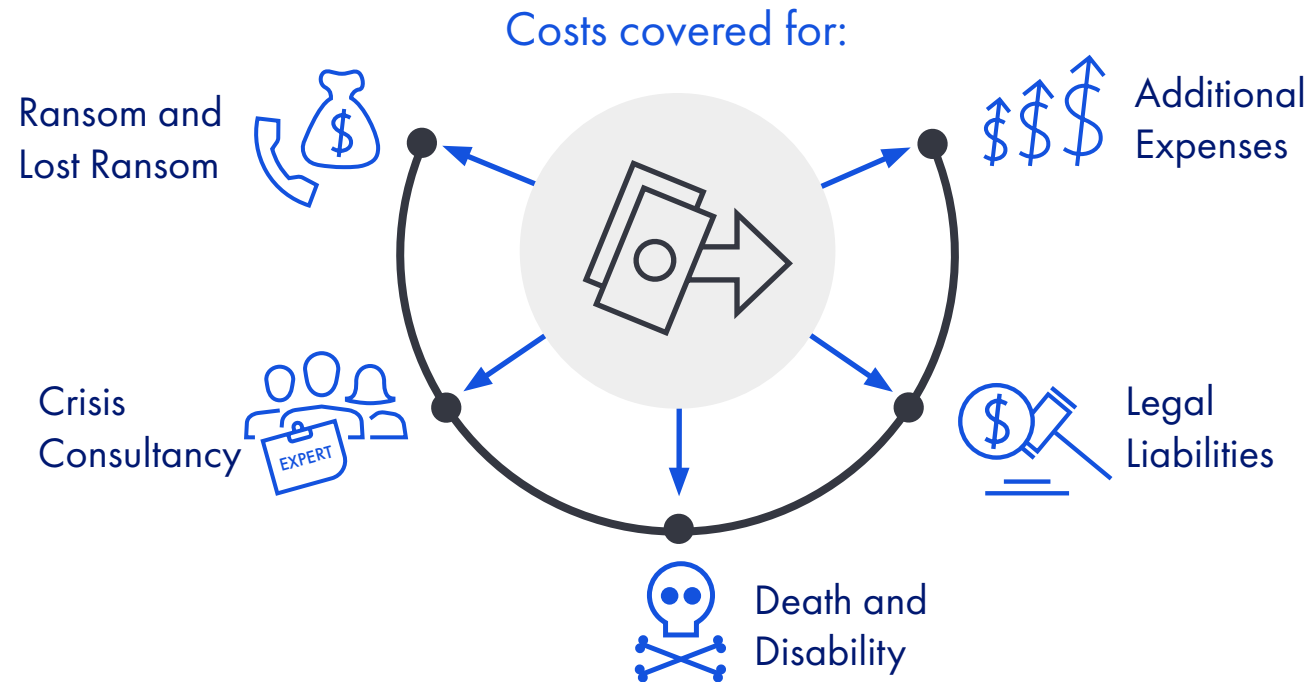 Costs covered for:
Ransom and
Lost Ransom
$
$ $ $
Additional
Expenses
Crisis
Consultancy
EXPERT
$
Legal
Liabilities
Death and
Disability